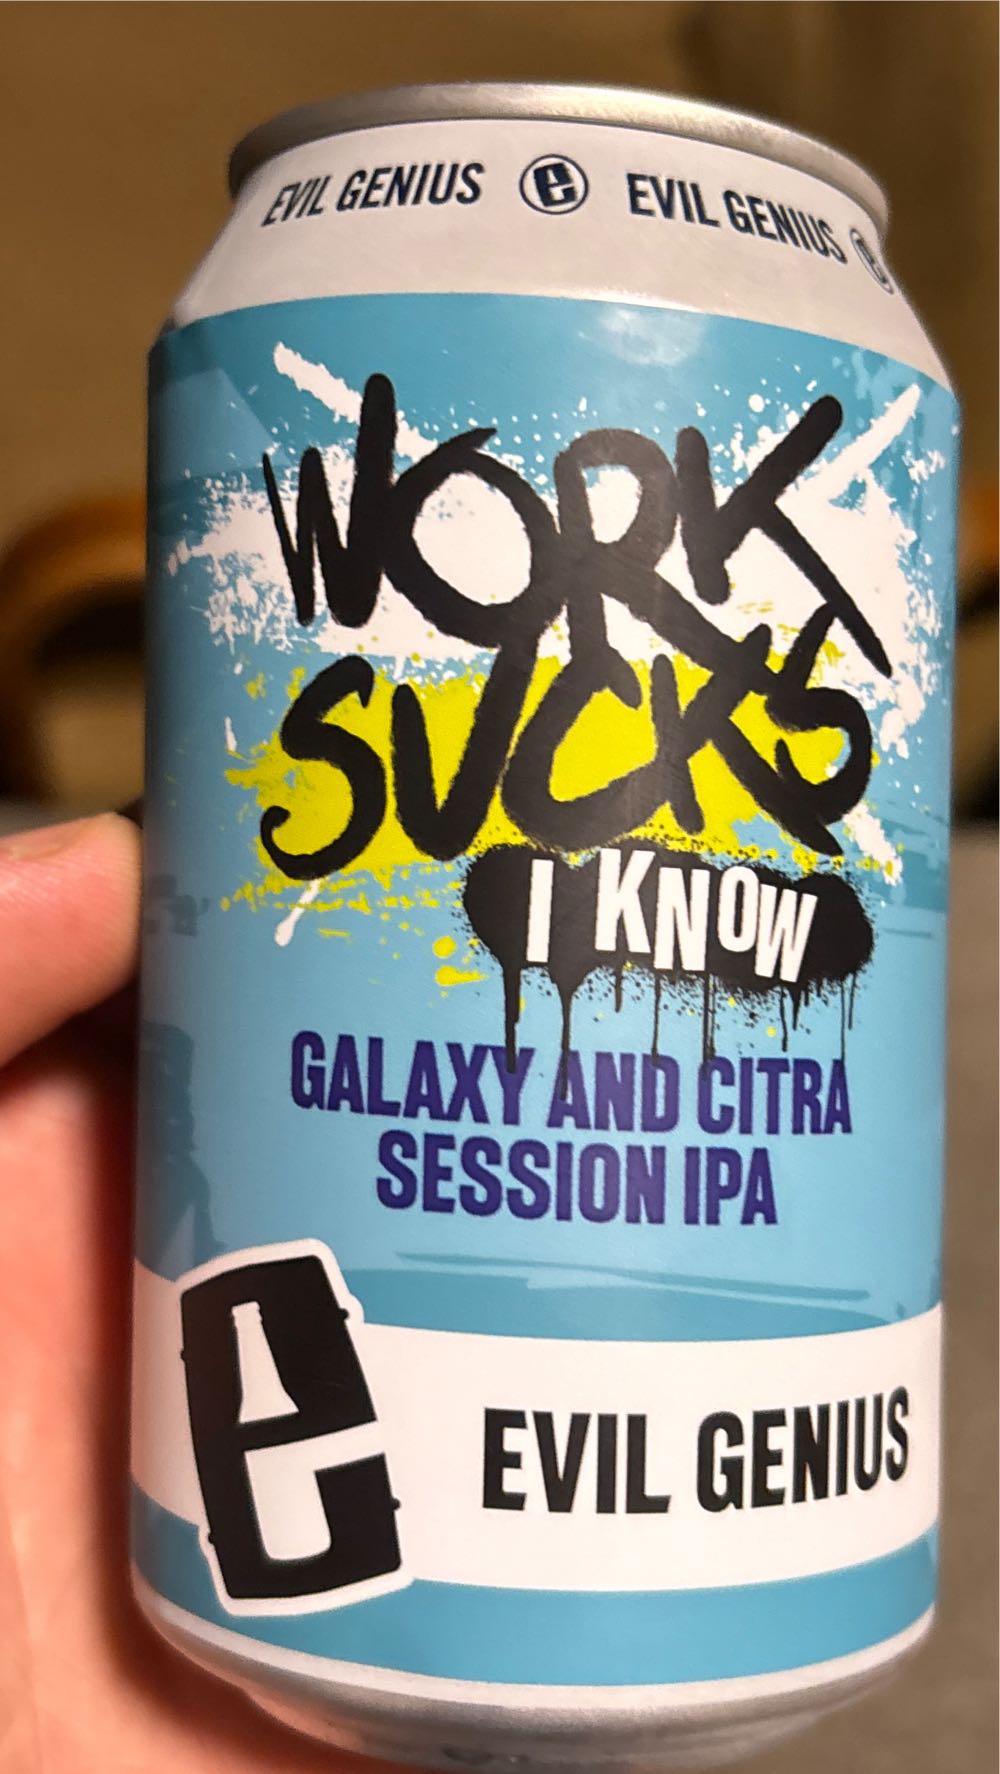 EVIL GENIUS e EVIL GENIUS e
WORK
SUCKS
I KNOW
GALAXY AND CITRA
SESSION IPA
e EVIL GENIUS